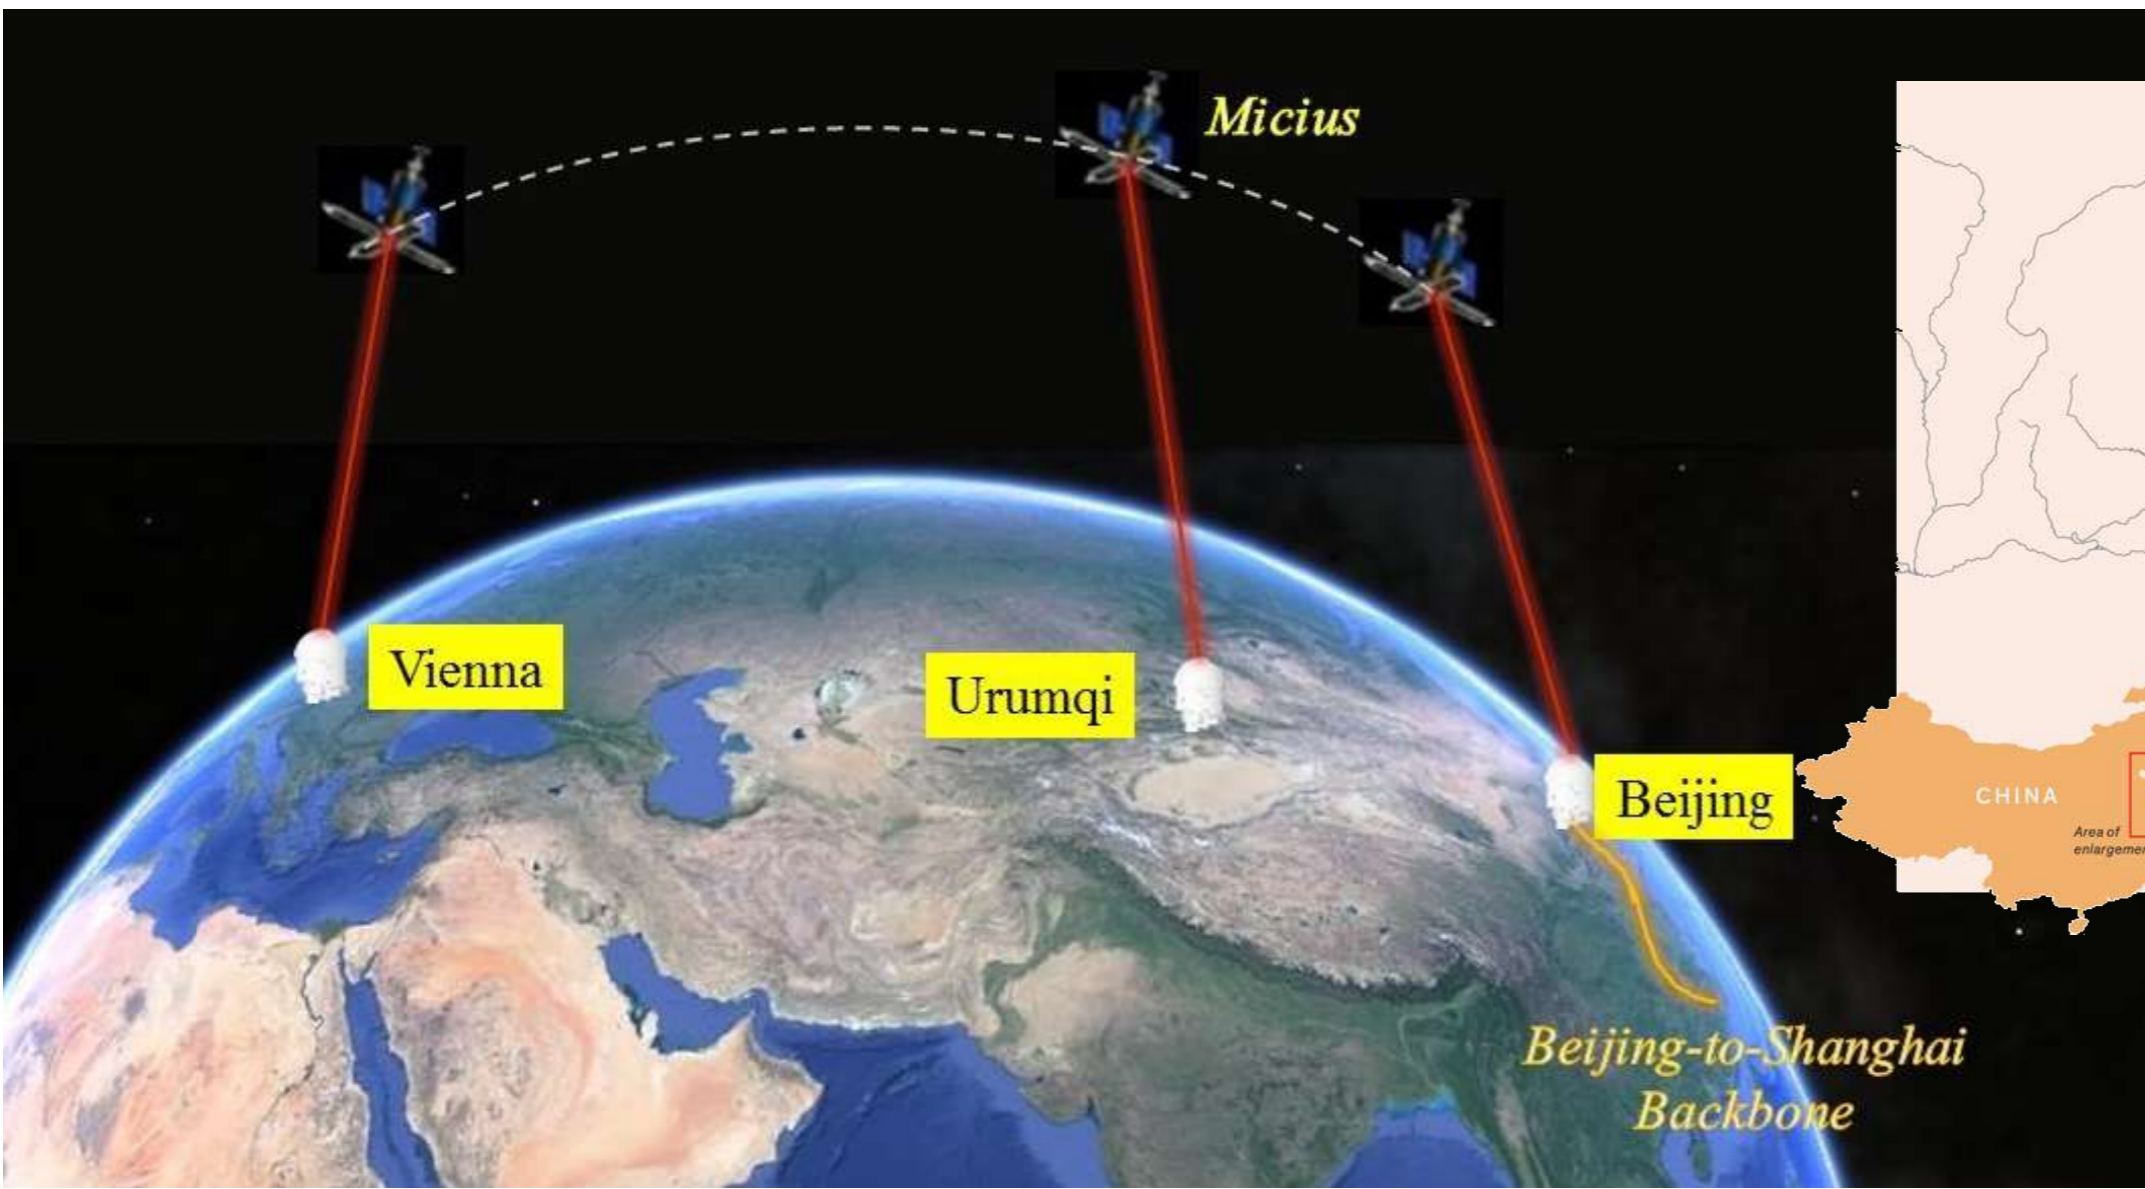 Micius
Vienna
Urumqi
Beijing
CHINA
Area of
Beijing-to-Shanghai
Backbone